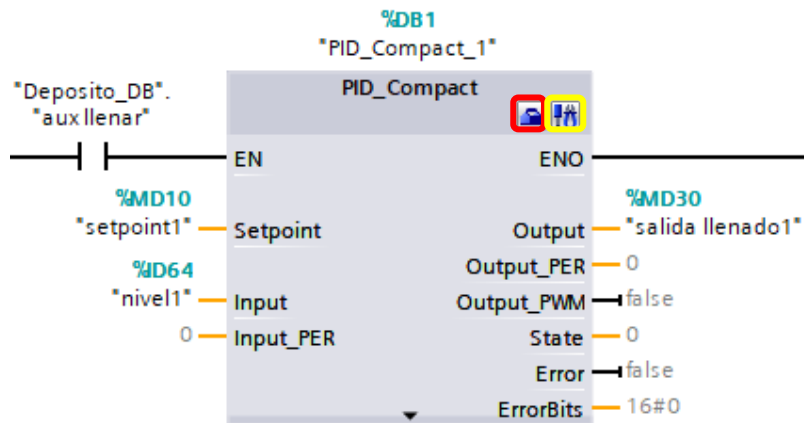 %DB1
"PID_Compact_1"
"Deposito_DB".
"aux llenar"
PID_Compact
EN
ENO
%MD10
"setpoint1"
Setpoint
%MD30
Output
"salida llenado1"
Output_PER
0
%ID64
"nivel1"
Input
Output_PWM
false
0
Input_PER
State
0
Error
false
ErrorBits
16#0